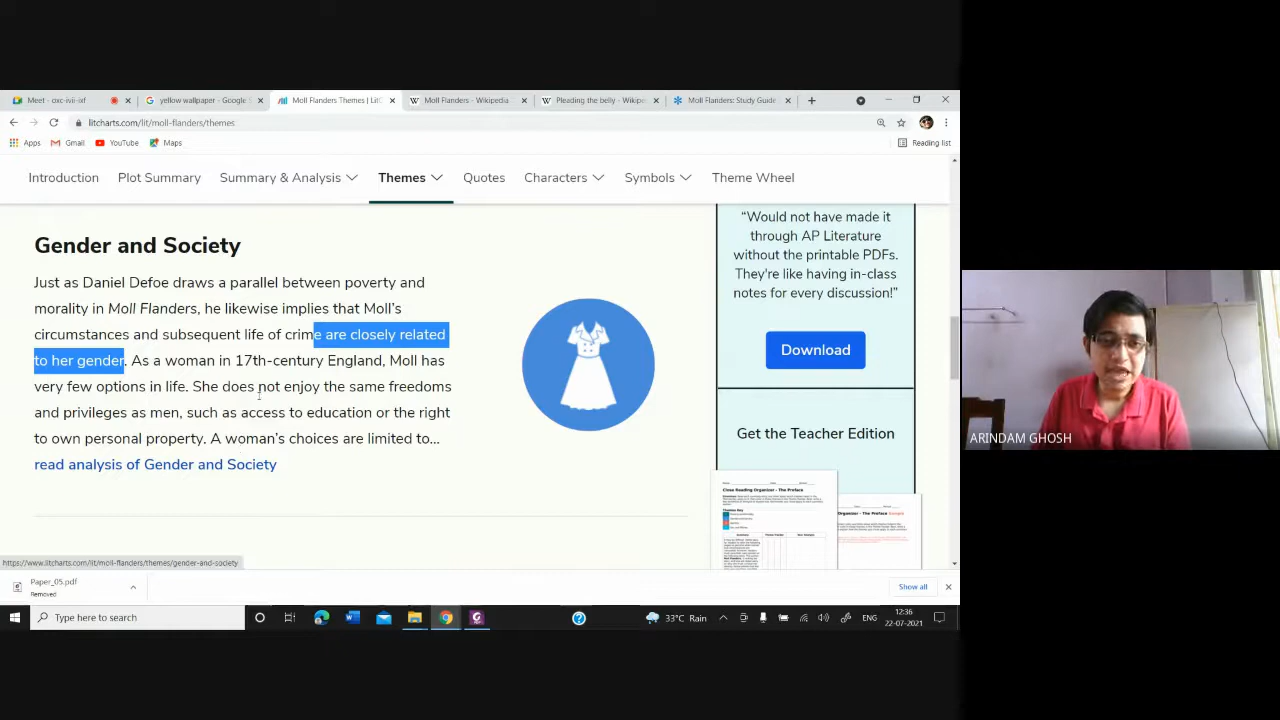 Meet - oxc-ivii-ixf
yellow wallpaper - Google S
Moll Flanders Themes | LitC
Moll Flanders - Wikipedia
Pleading the belly - Wikipe
Moll Flanders: Study Guide
litcharts.com/lit/moll-flanders/themes
Apps
Gmail
YouTube
Maps
Reading list
Introduction
Plot Summary
Summary & Analysis
Themes
Quotes
Characters
Symbols
Theme Wheel
Gender and Society
Just as Daniel Defoe draws a parallel between poverty and
morality in Moll Flanders, he likewise implies that Moll's
circumstances and subsequent life of crime are closely related
to her gender. As a woman in 17th-century England, Moll has
very few options in life. She does not enjoy the same freedoms
and privileges as men, such as access to education or the right
to own personal property. A woman's choices are limited to...
read analysis of Gender and Society
“Would not have made it
through AP Literature
without the printable PDFs.
They're like having in-class
notes for every discussion!”
Download
Get the Teacher Edition
Close Reading Organizer - The Preface
https://www.litcharts.com/lit/moll-flanders/themes/gender-and-society
Paper_05.pdf
Removed
Show all
Type here to search
33°C Rain
ENG
12:36
22-07-2021
ARINDAM GHOSH